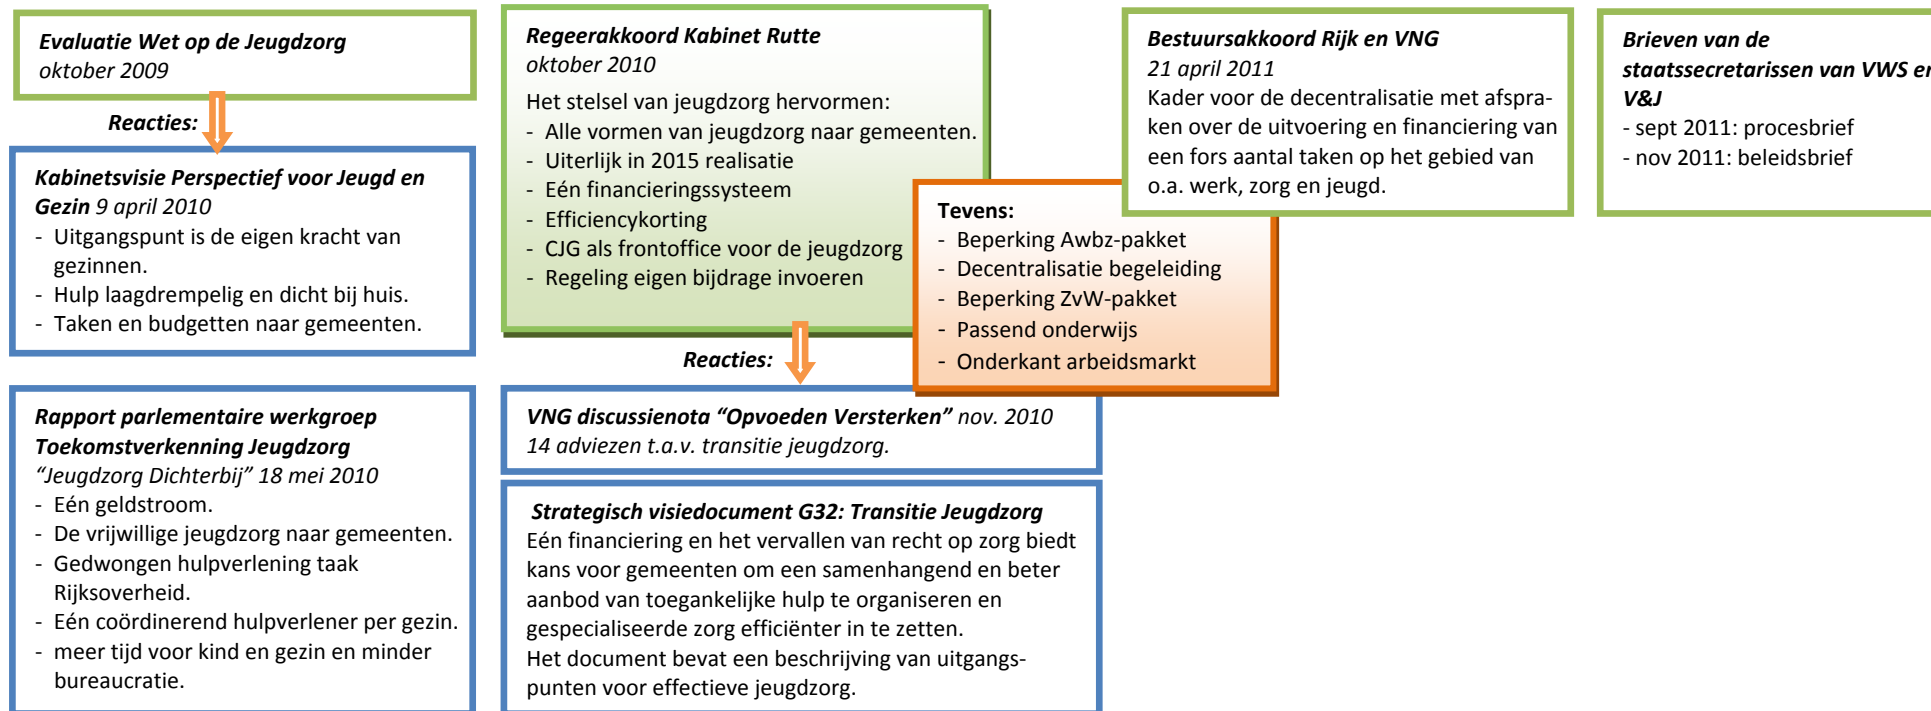 Evaluatie Wet op de Jeugdzorg
oktober 2009
Reacties:
Kabinetsvisie Perspectief voor Jeugd en
Gezin 9 april 2010
- Uitgangspunt is de eigen kracht van
gezinnen.
- Hulp laagdrempelig en dicht bij huis.
- Taken en budgetten naar gemeenten.
Rapport parlementaire werkgroep
Toekomstverkenning Jeugdzorg
“Jeugdzorg Dichterbij” 18 mei 2010
- Eén geldstroom.
- De vrijwillige jeugdzorg naar gemeenten.
- Gedwongen hulpverlening taak
Rijksoverheid.
- Eén coördinerend hulpverlener per gezin.
- meer tijd voor kind en gezin en minder
bureaucratie.
Regeerakkoord Kabinet Rutte
oktober 2010
Het stelsel van jeugdzorg hervormen:
- Alle vormen van jeugdzorg naar gemeenten.
- Uiterlijk in 2015 realisatie
- Eén financieringssysteem
- Efficiencykorting
- CJG als frontoffice voor de jeugdzorg
- Regeling eigen bijdrage invoeren
Reacties:
VNG discussienota “Opvoeden Versterken” nov. 2010
14 adviezen t.a.v. transitie jeugdzorg.
Strategisch visiedocument G32: Transitie Jeugdzorg
Eén financiering en het vervallen van recht op zorg biedt
kans voor gemeenten om een samenhangend en beter
aanbod van toegankelijke hulp te organiseren en
gespecialiseerde zorg efficiënter in te zetten.
Het document bevat een beschrijving van uitgangs-
punten voor effectieve jeugdzorg.
Tevens:
- Beperking Awbz-pakket
- Decentralisatie begeleiding
- Beperking ZvW-pakket
- Passend onderwijs
- Onderkant arbeidsmarkt
Bestuursakkoord Rijk en VNG
21 april 2011
Kader voor de decentralisatie met afspra-
ken over de uitvoering en financiering van
een fors aantal taken op het gebied van
o.a. werk, zorg en jeugd.
Brieven van de
staatssecretarissen van VWS en
V&J
- sept 2011: procesbrief
- nov 2011: beleidsbrief